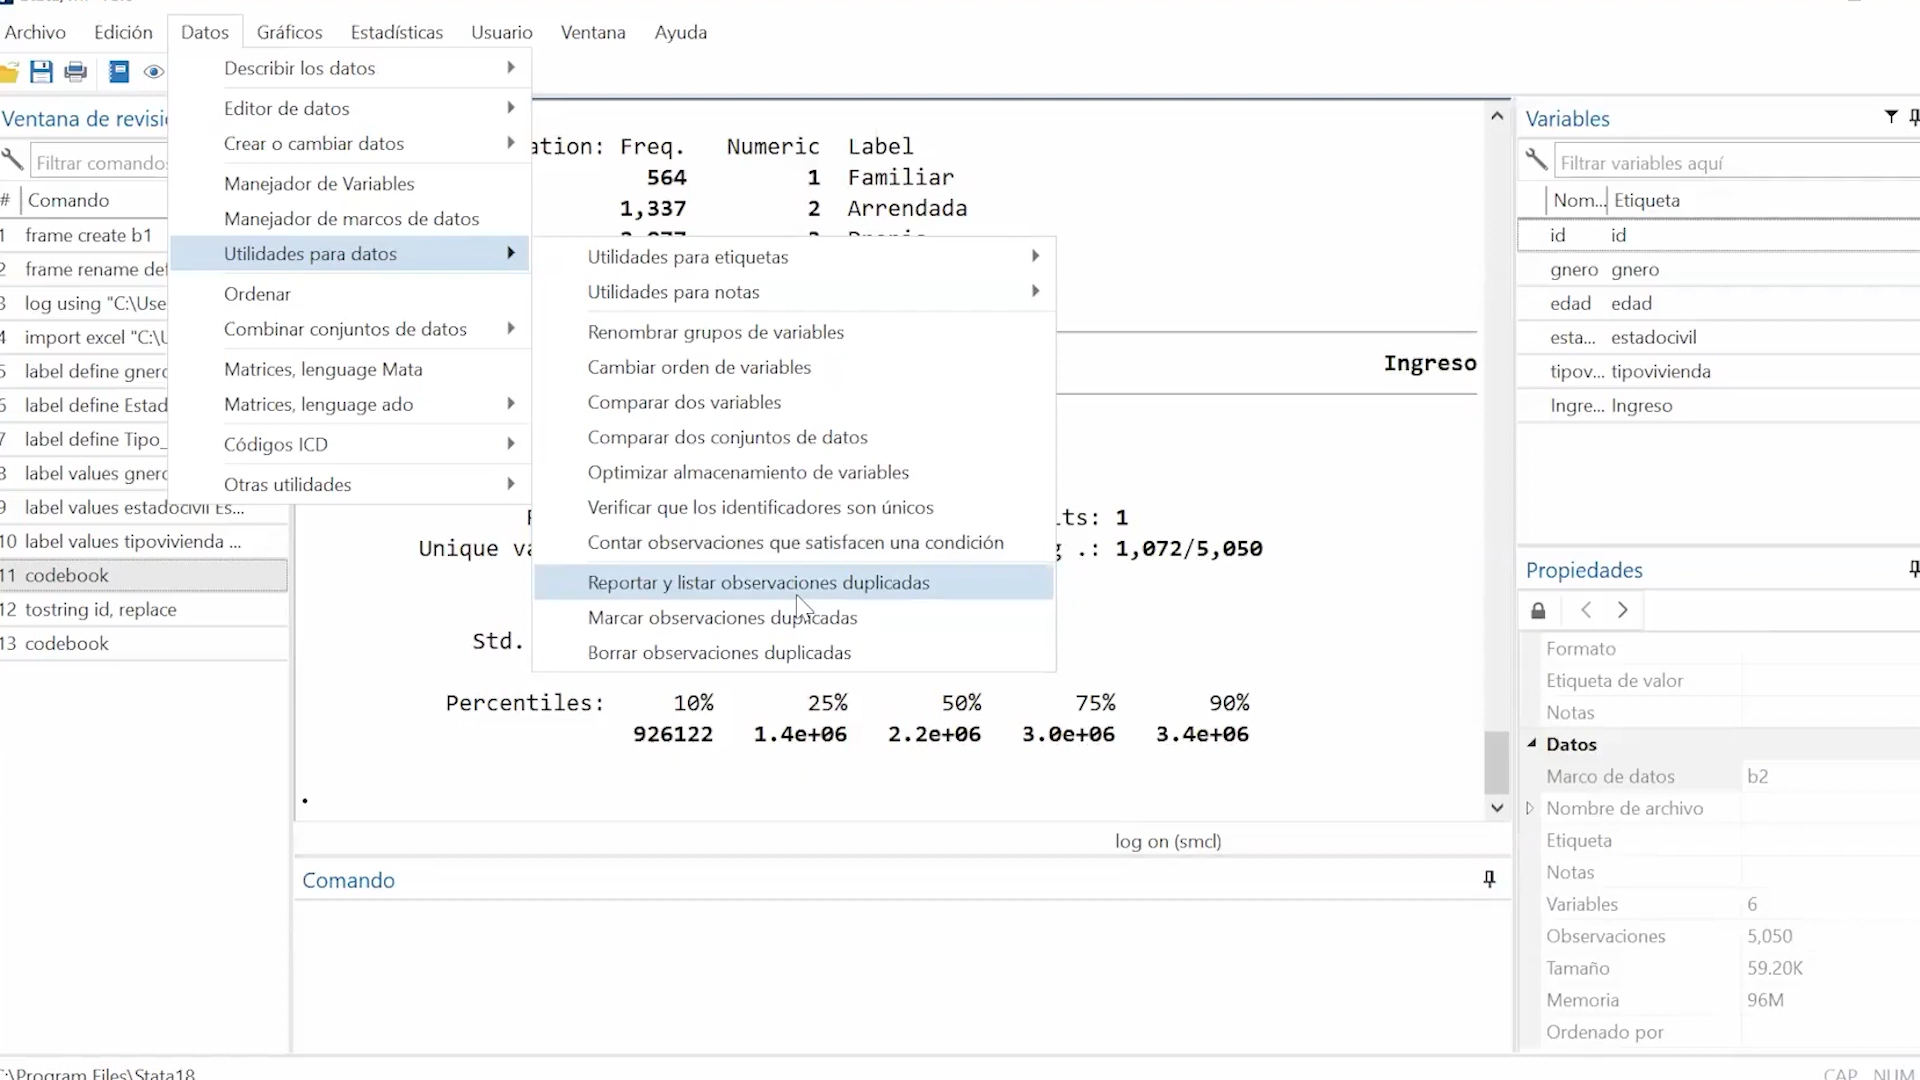 Archivo Edición Datos Gráficos Estadísticas Usuario Ventana Ayuda
Describir los datos
Editor de datos
Crear o cambiar datos
Manejador de Variables
Manejador de marcos de datos
Utilidades para datos
Ordenar
Combinar conjuntos de datos
Matrices, lenguage Mata
Matrices, lenguage ado
Códigos ICD
Otras utilidades
Utilidades para etiquetas
Utilidades para notas
Renombrar grupos de variables
Cambiar orden de variables
Comparar dos variables
Comparar dos conjuntos de datos
Optimizar almacenamiento de variables
Verificar que los identificadores son únicos
Contar observaciones que satisfacen una condición
Reportar y listar observaciones duplicadas
Marcar observaciones duplicadas
Borrar observaciones duplicadas
Ventana de revisi
Filtrar comandos
# Comando
1 frame create b1
2 frame rename def
3 log using "C:\Use
4 import excel "C:\U
5 label define gnero
6 label define Estad
7 label define Tipo_
8 label values gnero
9 label values estadocivil Es...
10 label values tipovivienda ...
11 codebook
12 tostring id, replace
13 codebook
ation: Freq. Numeric Label
564 1 Familiar
1,337 2 Arrendada
Ingreso
its: 1
Unique va g .: 1,072/5,050
Std.
Percentiles: 10% 25% 50% 75% 90%
926122 1.4e+06 2.2e+06 3.0e+06 3.4e+06
.
log on (smcl)
Comando
Variables
Filtrar variables aquí
Nom... Etiqueta
id id
gnero gnero
edad edad
esta... estadocivil
tipov... tipovivienda
Ingre... Ingreso
Propiedades
Formato
Etiqueta de valor
Notas
Datos
Marco de datos b2
Nombre de archivo
Etiqueta
Notas
Variables 6
Observaciones 5,050
Tamaño 59.20K
Memoria 96M
Ordenado por
C:\Program Files\Stata18
CAP NUM